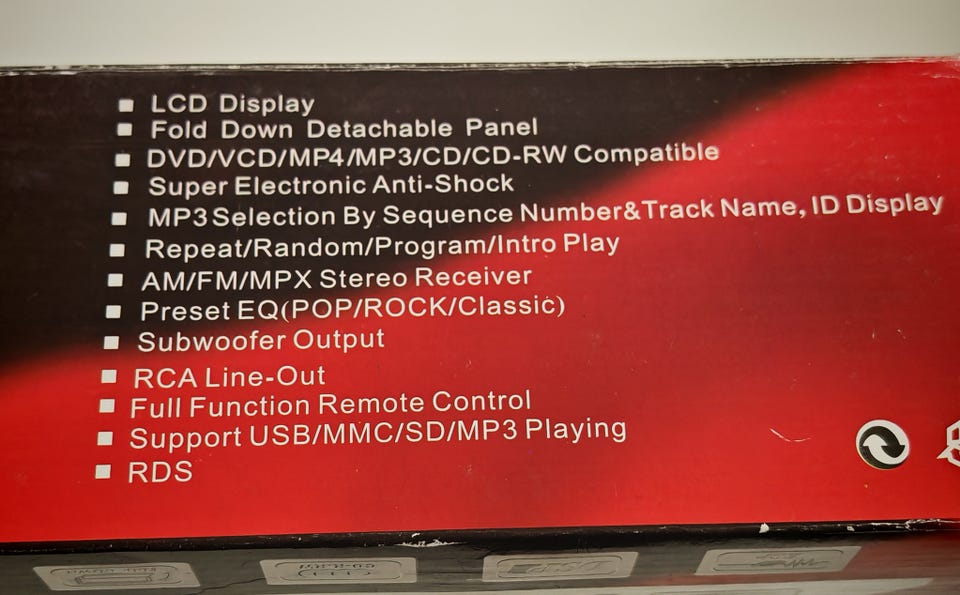 LCD Display
Fold Down Detachable Panel
DVD/VCD/MP4/MP3/CD/CD-RW Compatible
Super Electronic Anti-Shock
MP3 Selection By Sequence Number&Track Name, ID Display
Repeat/Random/Program/Intro Play
AM/FM/MPX Stereo Receiver
Preset EQ(POP/ROCK/Classic)
Subwoofer Output
RCA Line-Out
Full Function Remote Control
Support USB/MMC/SD/MP3 Playing
RDS